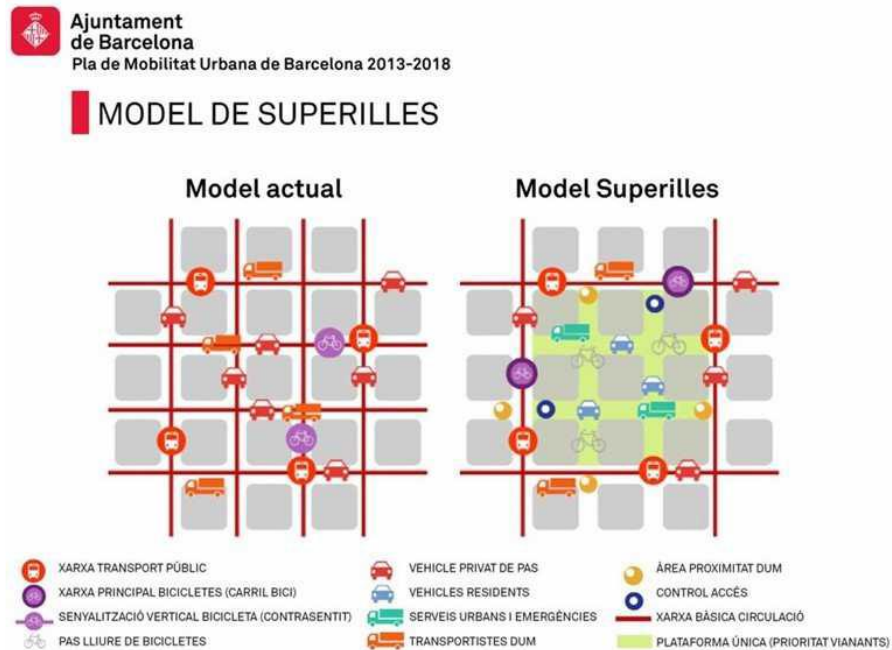 Ajuntament
de Barcelona
Pla de Mobilitat Urbana de Barcelona 2013-2018
MODEL DE SUPERILLES
Model actual
Model Superilles
XARXA TRANSPORT PÚBLIC
XARXA PRINCIPAL BICICLETES (CARRIL BICI)
SENYALITZACIÓ VERTICAL BICICLETA (CONTRASENTIT)
PAS LLIURE DE BICICLETES
VEHICLE PRIVAT DE PAS
VEHICLES RESIDENTS
SERVEIS URBANS I EMERGÈNCIES
TRANSPORTISTES DUM
ÀREA PROXIMITAT DUM
CONTROL ACCÉS
XARXA BÀSICA CIRCULACIÓ
PLATAFORMA ÚNICA (PRIORITAT VIANANTS)